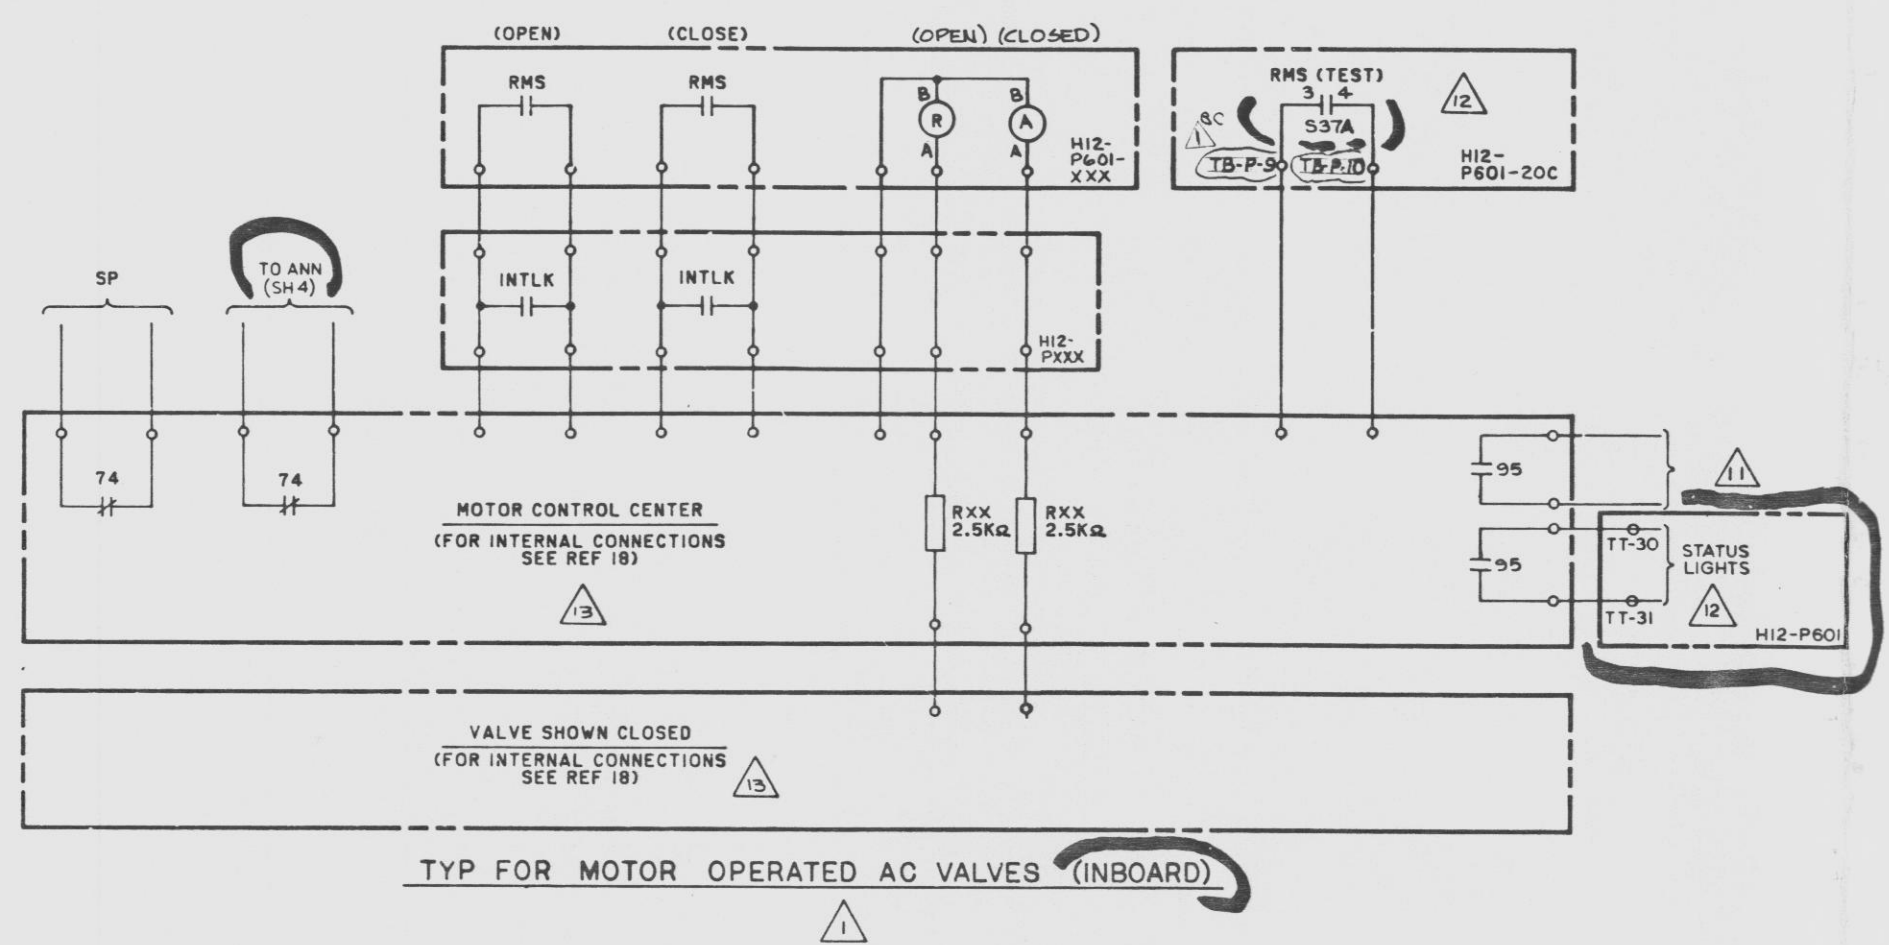 (OPEN)
(CLOSE)
(OPEN) (CLOSED)
RMS
RMS
B
R
A
B
A
A
H12-
P601-
XXX
RMS (TEST)
3 4
S37A
12
1
BC
TB-P-9
TB-P-10
H12-
P601-20C
SP
TO ANN
(SH 4)
INTLK
INTLK
H12-
PXXX
74
74
MOTOR CONTROL CENTER
(FOR INTERNAL CONNECTIONS
SEE REF 18)
13
RXX
2.5KΩ
RXX
2.5KΩ
95
11
95
TT-30
TT-31
STATUS
LIGHTS
12
H12-P601
VALVE SHOWN CLOSED
(FOR INTERNAL CONNECTIONS
SEE REF 18)
13
TYP FOR MOTOR OPERATED AC VALVES (INBOARD)
1